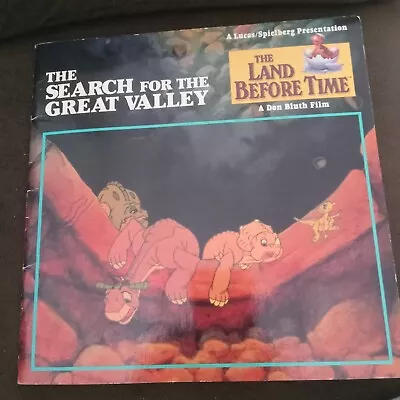 A Lucas/Spielberg Presentation
THE
LAND
BEFORE TIME
A Don Bluth Film
THE
SEARCH FOR THE
GREAT VALLEY